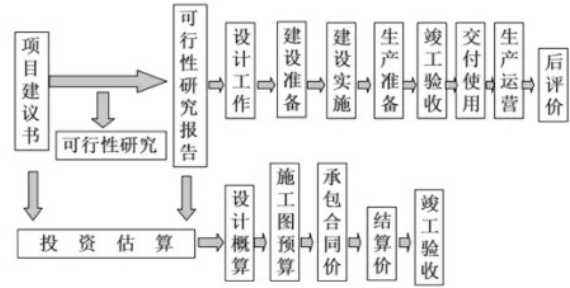 项目建议书
可行性研究
可行性研究报告
设计工作
建设准备
建设实施
生产准备
竣工验收
交付使用
生产运营
后评价
投资估算
设计概算
施工图预算
承包合同价
结算价
竣工验收